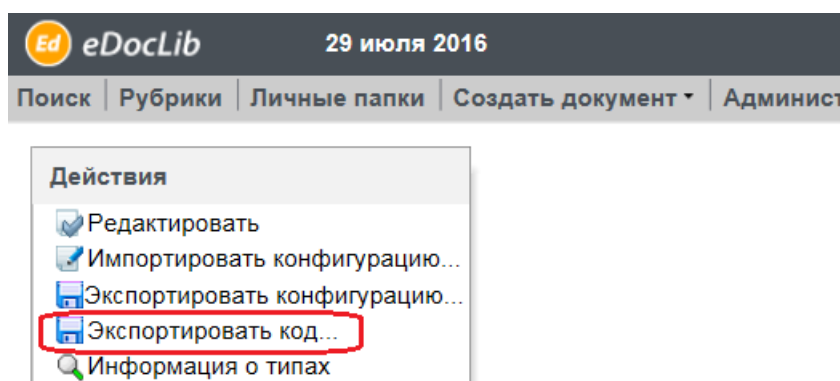 Ed eDocLib 29 июля 2016
Поиск Рубрики Личные папки Создать документ Админист
Действия
Редактировать
Импортировать конфигурацию...
Экспортировать конфигурацию...
Экспортировать код...
Информация о типах